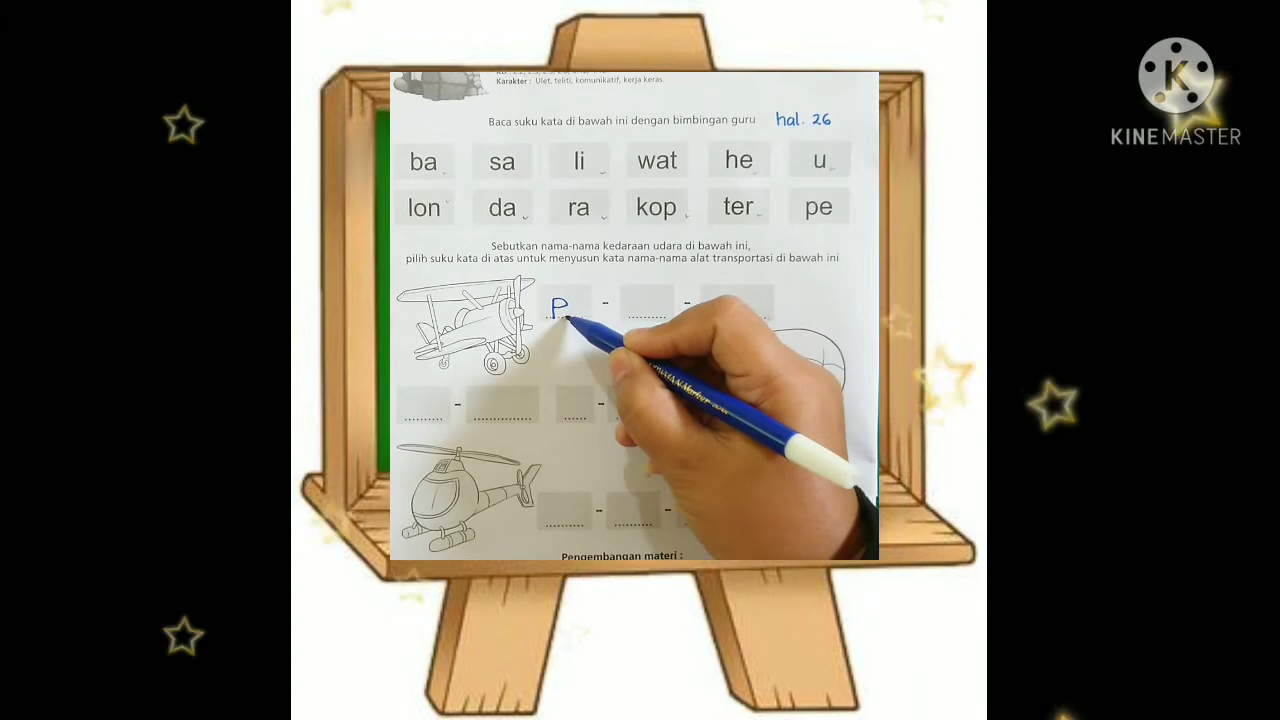 Karakter : Ulet, teliti, komunikatif, kerja keras.
Baca suku kata di bawah ini dengan bimbingan guru hal. 26
ba sa li wat he u
lon da ra kop ter pe
Sebutkan nama-nama kedaraan udara di bawah ini,
pilih suku kata di atas untuk menyusun kata nama-nama alat transportasi di bawah ini
P
Pengembangan materi :
K
KINEMASTER